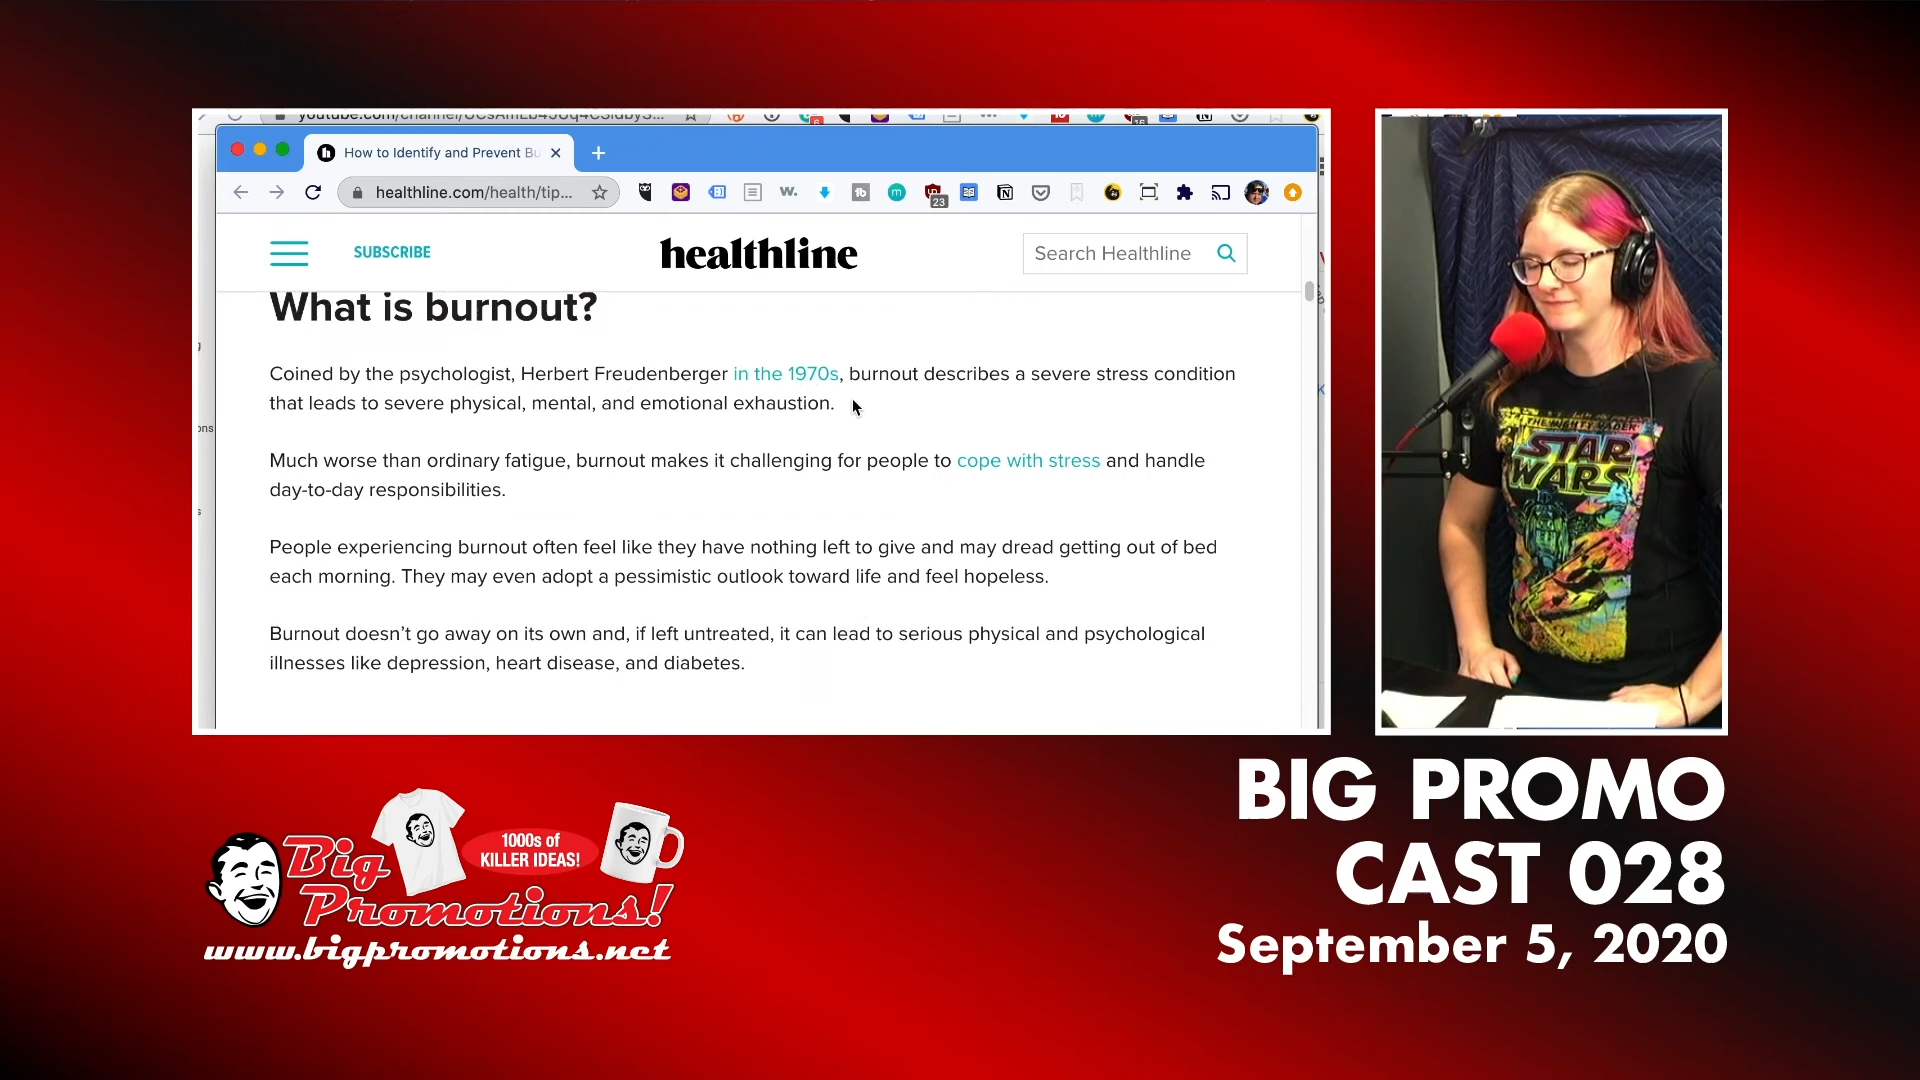 youtube.com/channel/
How to Identify and Prevent Bu
healthline.com/health/tip...
23
SUBSCRIBE
healthline
Search Healthline
What is burnout?
Coined by the psychologist, Herbert Freudenberger in the 1970s, burnout describes a severe stress condition
that leads to severe physical, mental, and emotional exhaustion.
Much worse than ordinary fatigue, burnout makes it challenging for people to cope with stress and handle
day-to-day responsibilities.
People experiencing burnout often feel like they have nothing left to give and may dread getting out of bed
each morning. They may even adopt a pessimistic outlook toward life and feel hopeless.
Burnout doesn’t go away on its own and, if left untreated, it can lead to serious physical and psychological
illnesses like depression, heart disease, and diabetes.
THE MIGHTY VADER
STAR
WARS
1000s of
KILLER IDEAS!
Big
Promotions!
www.bigpromotions.net
BIG PROMO
CAST 028
September 5, 2020